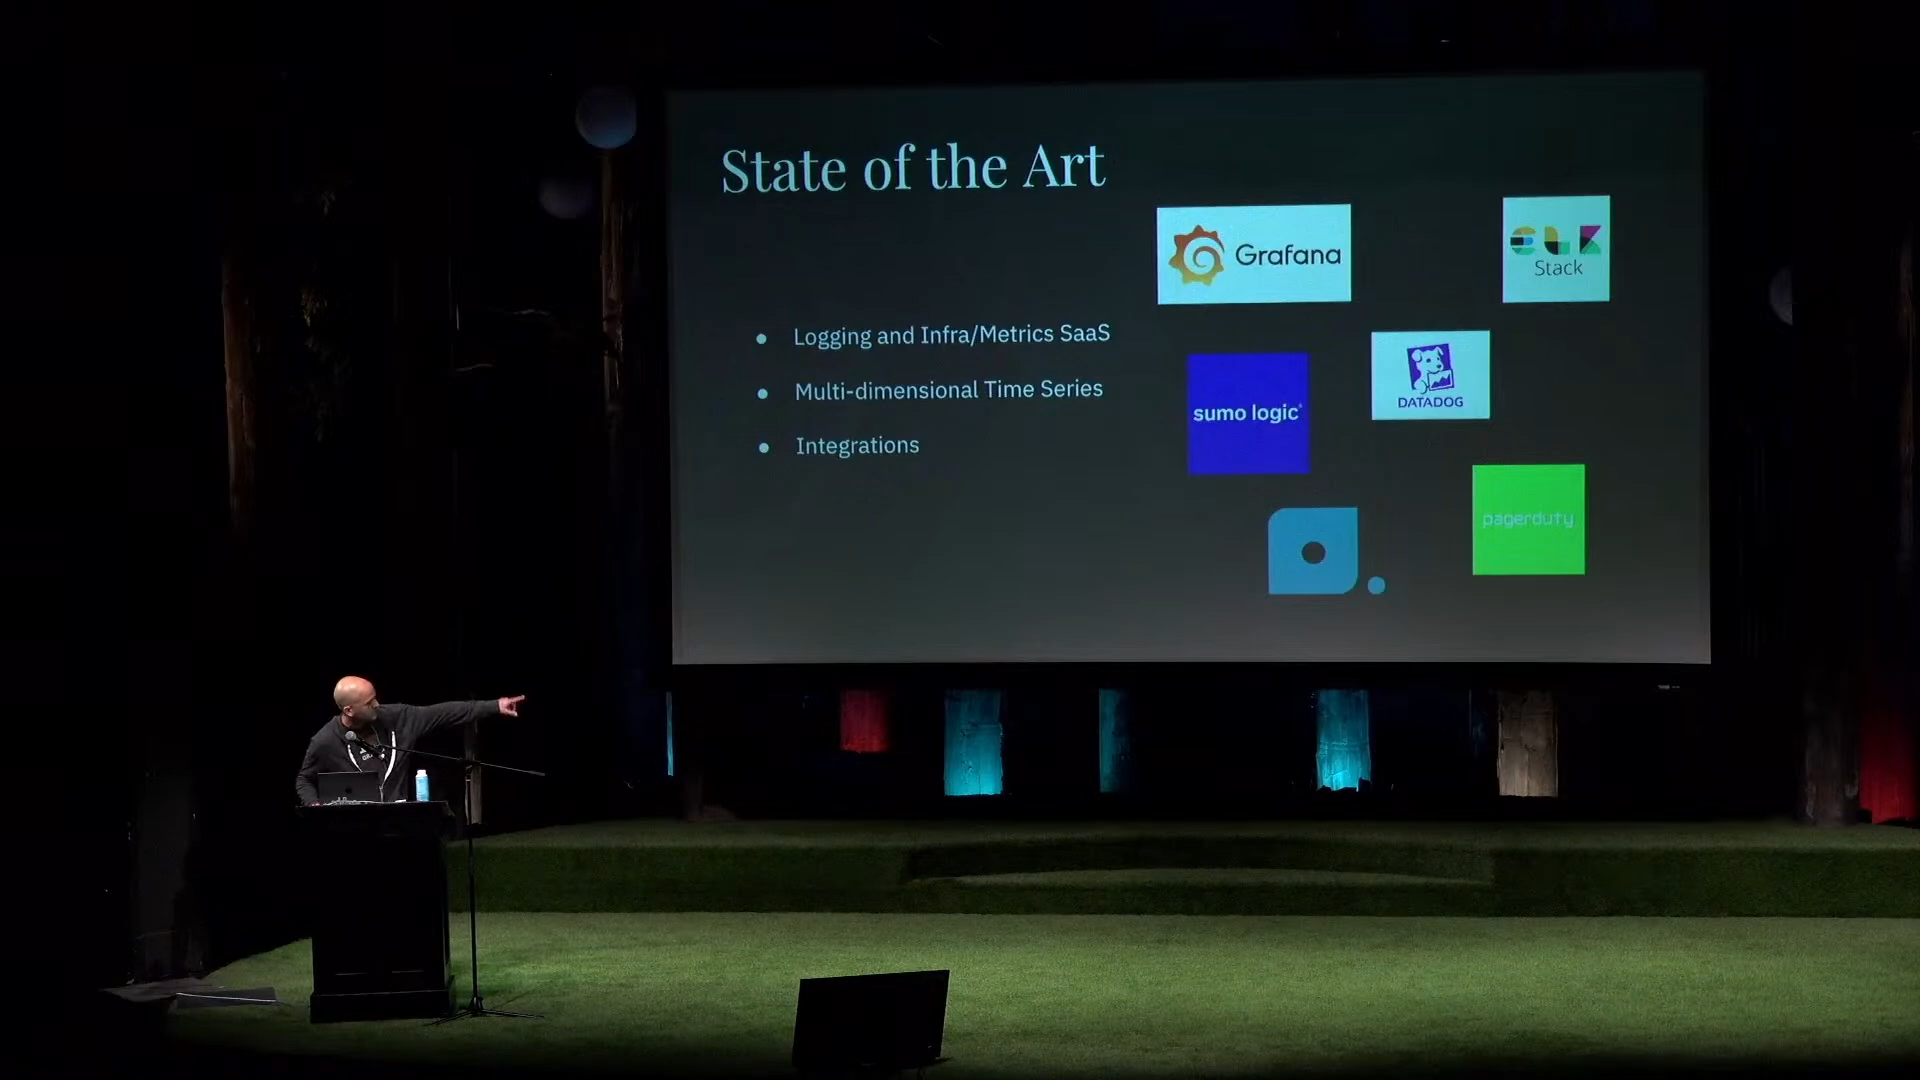 State of the Art
Grafana
elk
Stack
● Logging and Infra/Metrics SaaS
● Multi-dimensional Time Series
● Integrations
DATADOG
sumo logic
pagerduty